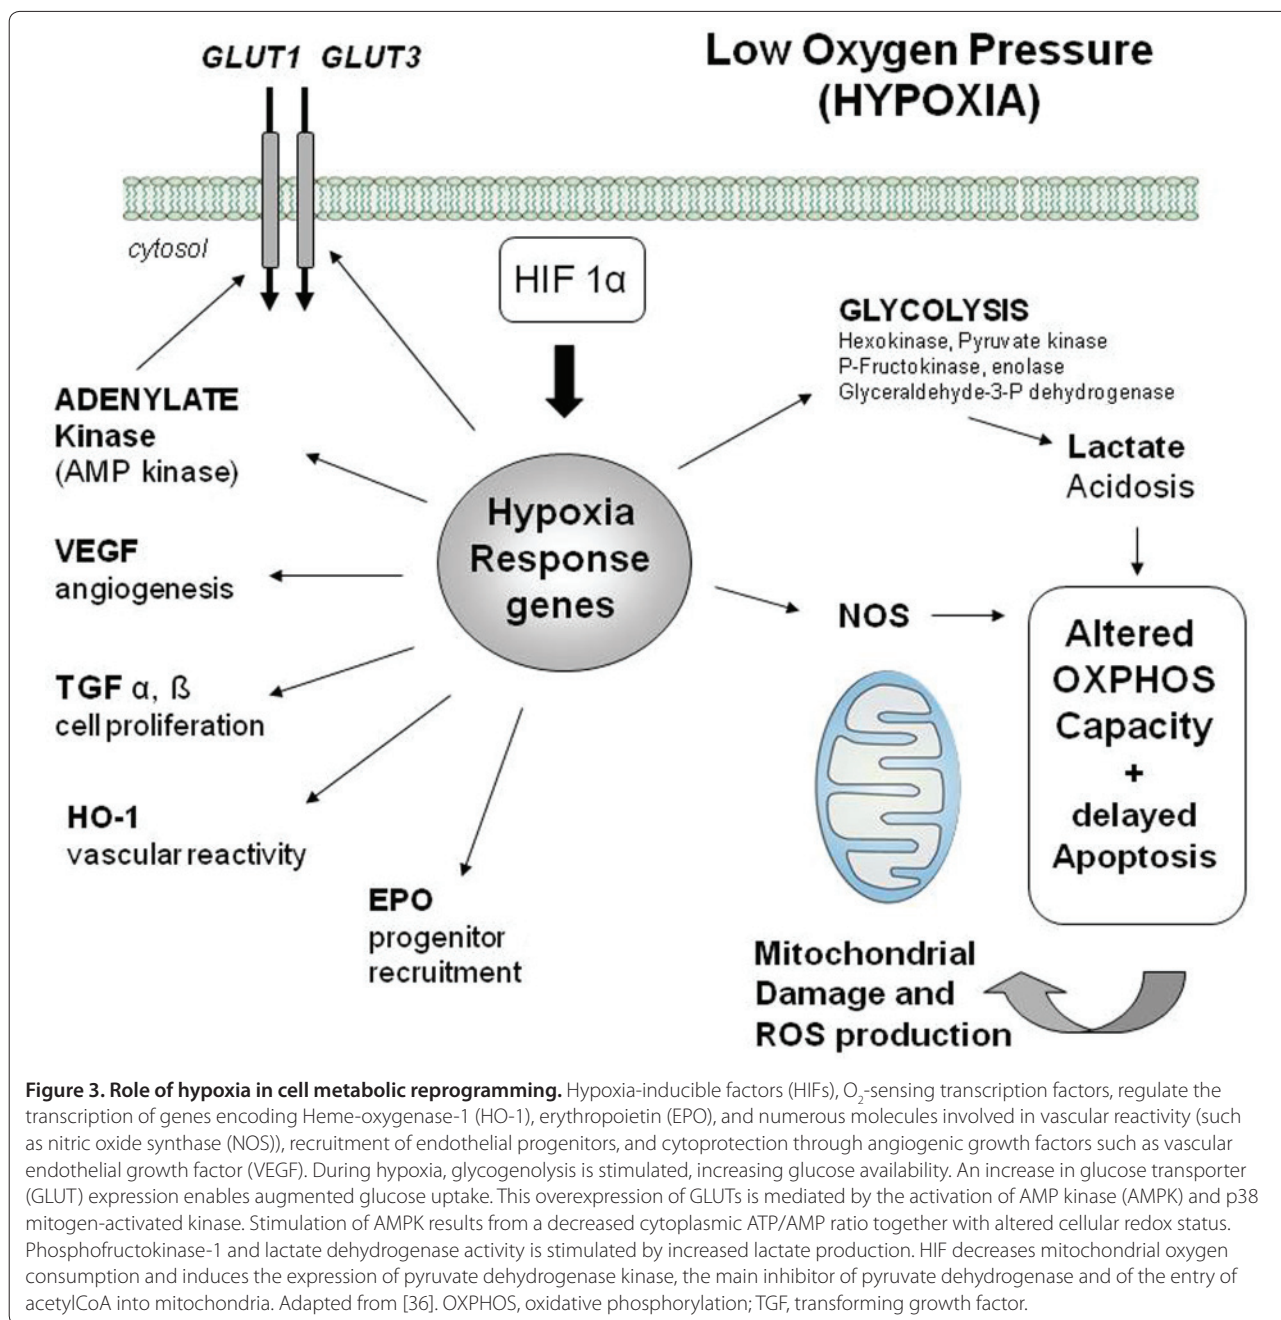 GLUT1 GLUT3
Low Oxygen Pressure
(HYPOXIA)
cytosol
HIF 1α
GLYCOLYSIS
Hexokinase, Pyruvate kinase
P-Fructokinase, enolase
Glyceraldehyde-3-P dehydrogenase
Lactate
Acidosis
ADENYLATE
Kinase
(AMP kinase)
Hypoxia
Response
genes
VEGF
angiogenesis
NOS
Altered
OXPHOS
Capacity
+
delayed
Apoptosis
TGF α, ß
cell proliferation
HO-1
vascular reactivity
EPO
progenitor
recruitment
Mitochondrial
Damage and
ROS production
Figure 3. Role of hypoxia in cell metabolic reprogramming. Hypoxia-inducible factors (HIFs), O₂-sensing transcription factors, regulate the
transcription of genes encoding Heme-oxygenase-1 (HO-1), erythropoietin (EPO), and numerous molecules involved in vascular reactivity (such
as nitric oxide synthase (NOS)), recruitment of endothelial progenitors, and cytoprotection through angiogenic growth factors such as vascular
endothelial growth factor (VEGF). During hypoxia, glycogenolysis is stimulated, increasing glucose availability. An increase in glucose transporter
(GLUT) expression enables augmented glucose uptake. This overexpression of GLUTs is mediated by the activation of AMP kinase (AMPK) and p38
mitogen-activated kinase. Stimulation of AMPK results from a decreased cytoplasmic ATP/AMP ratio together with altered cellular redox status.
Phosphofructokinase-1 and lactate dehydrogenase activity is stimulated by increased lactate production. HIF decreases mitochondrial oxygen
consumption and induces the expression of pyruvate dehydrogenase kinase, the main inhibitor of pyruvate dehydrogenase and of the entry of
acetylCoA into mitochondria. Adapted from [36]. OXPHOS, oxidative phosphorylation; TGF, transforming growth factor.